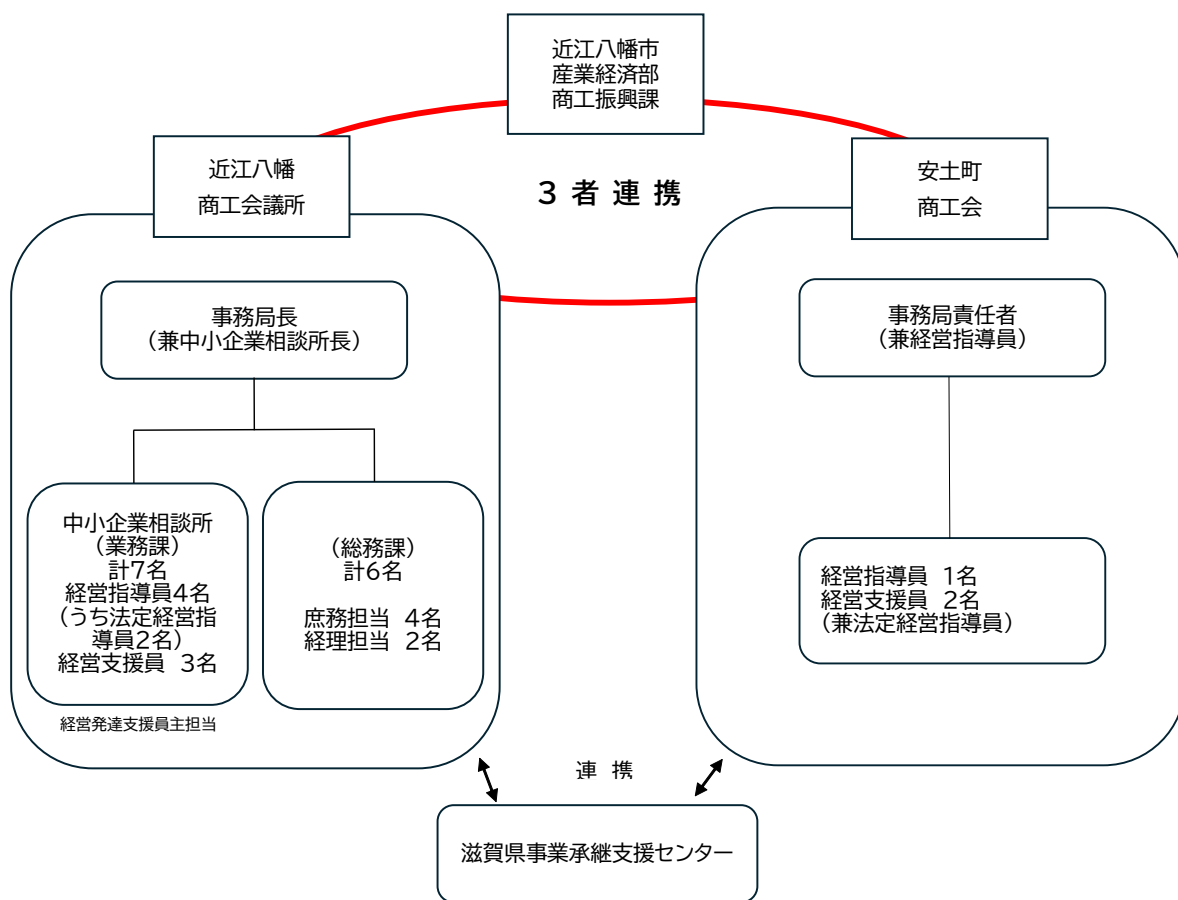 近江八幡市
産業経済部
商工振興課
近江八幡
商工会議所
3 者 連 携
安土町
商工会
事務局長
(兼中小企業相談所長)
事務局責任者
(兼経営指導員)
中小企業相談所
(業務課)
計7名
経営指導員4名
(うち法定経営指
導員2名)
経営支援員 3名
(総務課)
計6名
庶務担当 4名
経理担当 2名
経営指導員 1名
経営支援員 2名
(兼法定経営指導員)
経営発達支援員主担当
連 携
滋賀県事業承継支援センター